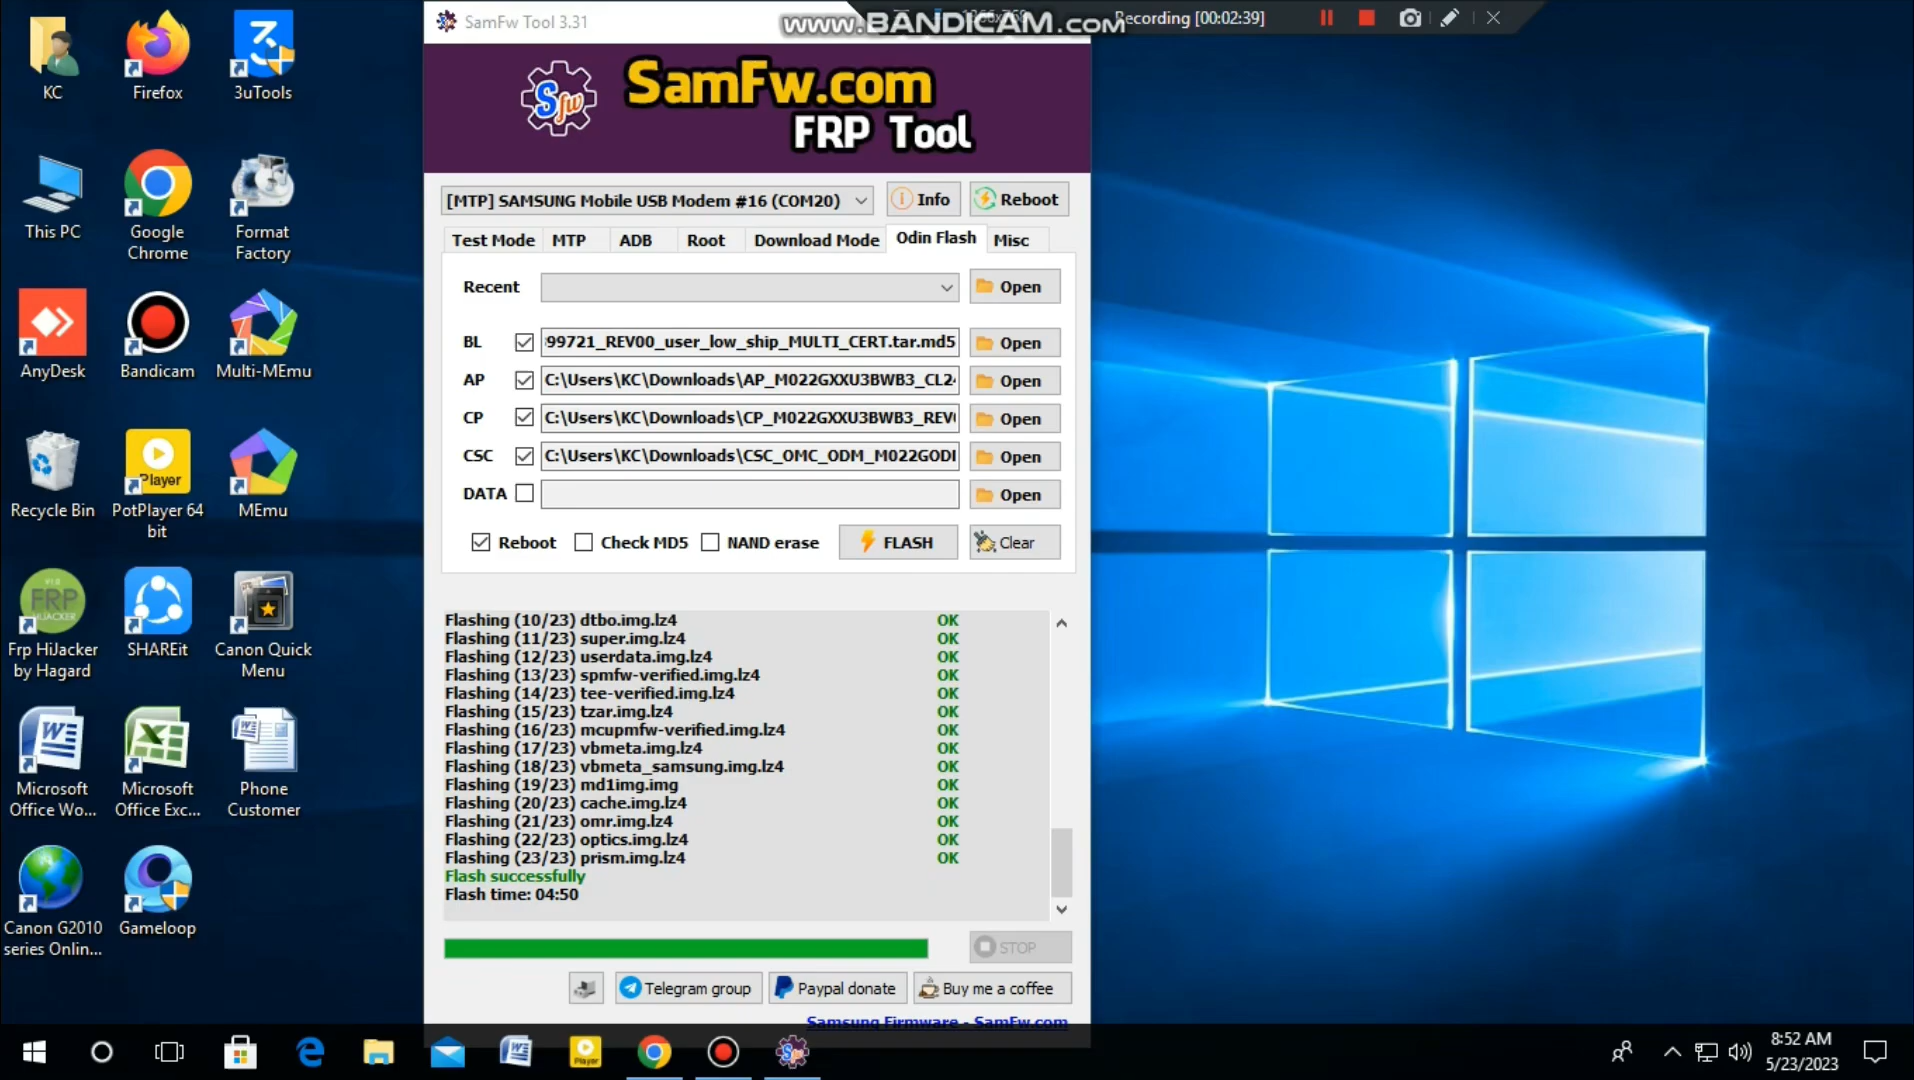 KC
Firefox
3uTools
This PC
Google
Chrome
Format
Factory
AnyDesk
Bandicam
Multi-MEmu
Recycle Bin
Player
PotPlayer 64
bit
MEmu
FRP
HIJACKER
Frp HiJacker
by Hagard
SHAREit
Canon Quick
Menu
Microsoft
Office Wo...
Microsoft
Office Exc...
Phone
Customer
Canon G2010
series Onlin...
Gameloop
SamFw Tool 3.31
www.BANDICAM.com
Recording [00:02:39]
Sfw
SamFw.com
FRP Tool
[MTP] SAMSUNG Mobile USB Modem #16 (COM20)
Info
Reboot
Test Mode MTP ADB Root Download Mode Odin Flash Misc
Recent Open
BL 99721_REV00_user_low_ship_MULTI_CERT.tar.md5 Open
AP C:\Users\KC\Downloads\AP_M022GXXU3BWB3_CL2 Open
CP C:\Users\KC\Downloads\CP_M022GXXU3BWB3_REV Open
CSC C:\Users\KC\Downloads\CSC_OMC_ODM_M022GOD Open
DATA Open
Reboot Check MD5 NAND erase FLASH Clear
Flashing (10/23) dtbo.img.lz4 OK
Flashing (11/23) super.img.lz4 OK
Flashing (12/23) userdata.img.lz4 OK
Flashing (13/23) spmfw-verified.img.lz4 OK
Flashing (14/23) tee-verified.img.lz4 OK
Flashing (15/23) tzar.img.lz4 OK
Flashing (16/23) mcupmfw-verified.img.lz4 OK
Flashing (17/23) vbmeta.img.lz4 OK
Flashing (18/23) vbmeta_samsung.img.lz4 OK
Flashing (19/23) md1img.img OK
Flashing (20/23) cache.img.lz4 OK
Flashing (21/23) omr.img.lz4 OK
Flashing (22/23) optics.img.lz4 OK
Flashing (23/23) prism.img.lz4 OK
Flash successfully
Flash time: 04:50
STOP
Telegram group
Paypal donate
Buy me a coffee
Samsung Firmware - SamFw.com
Player
8:52 AM
5/23/2023